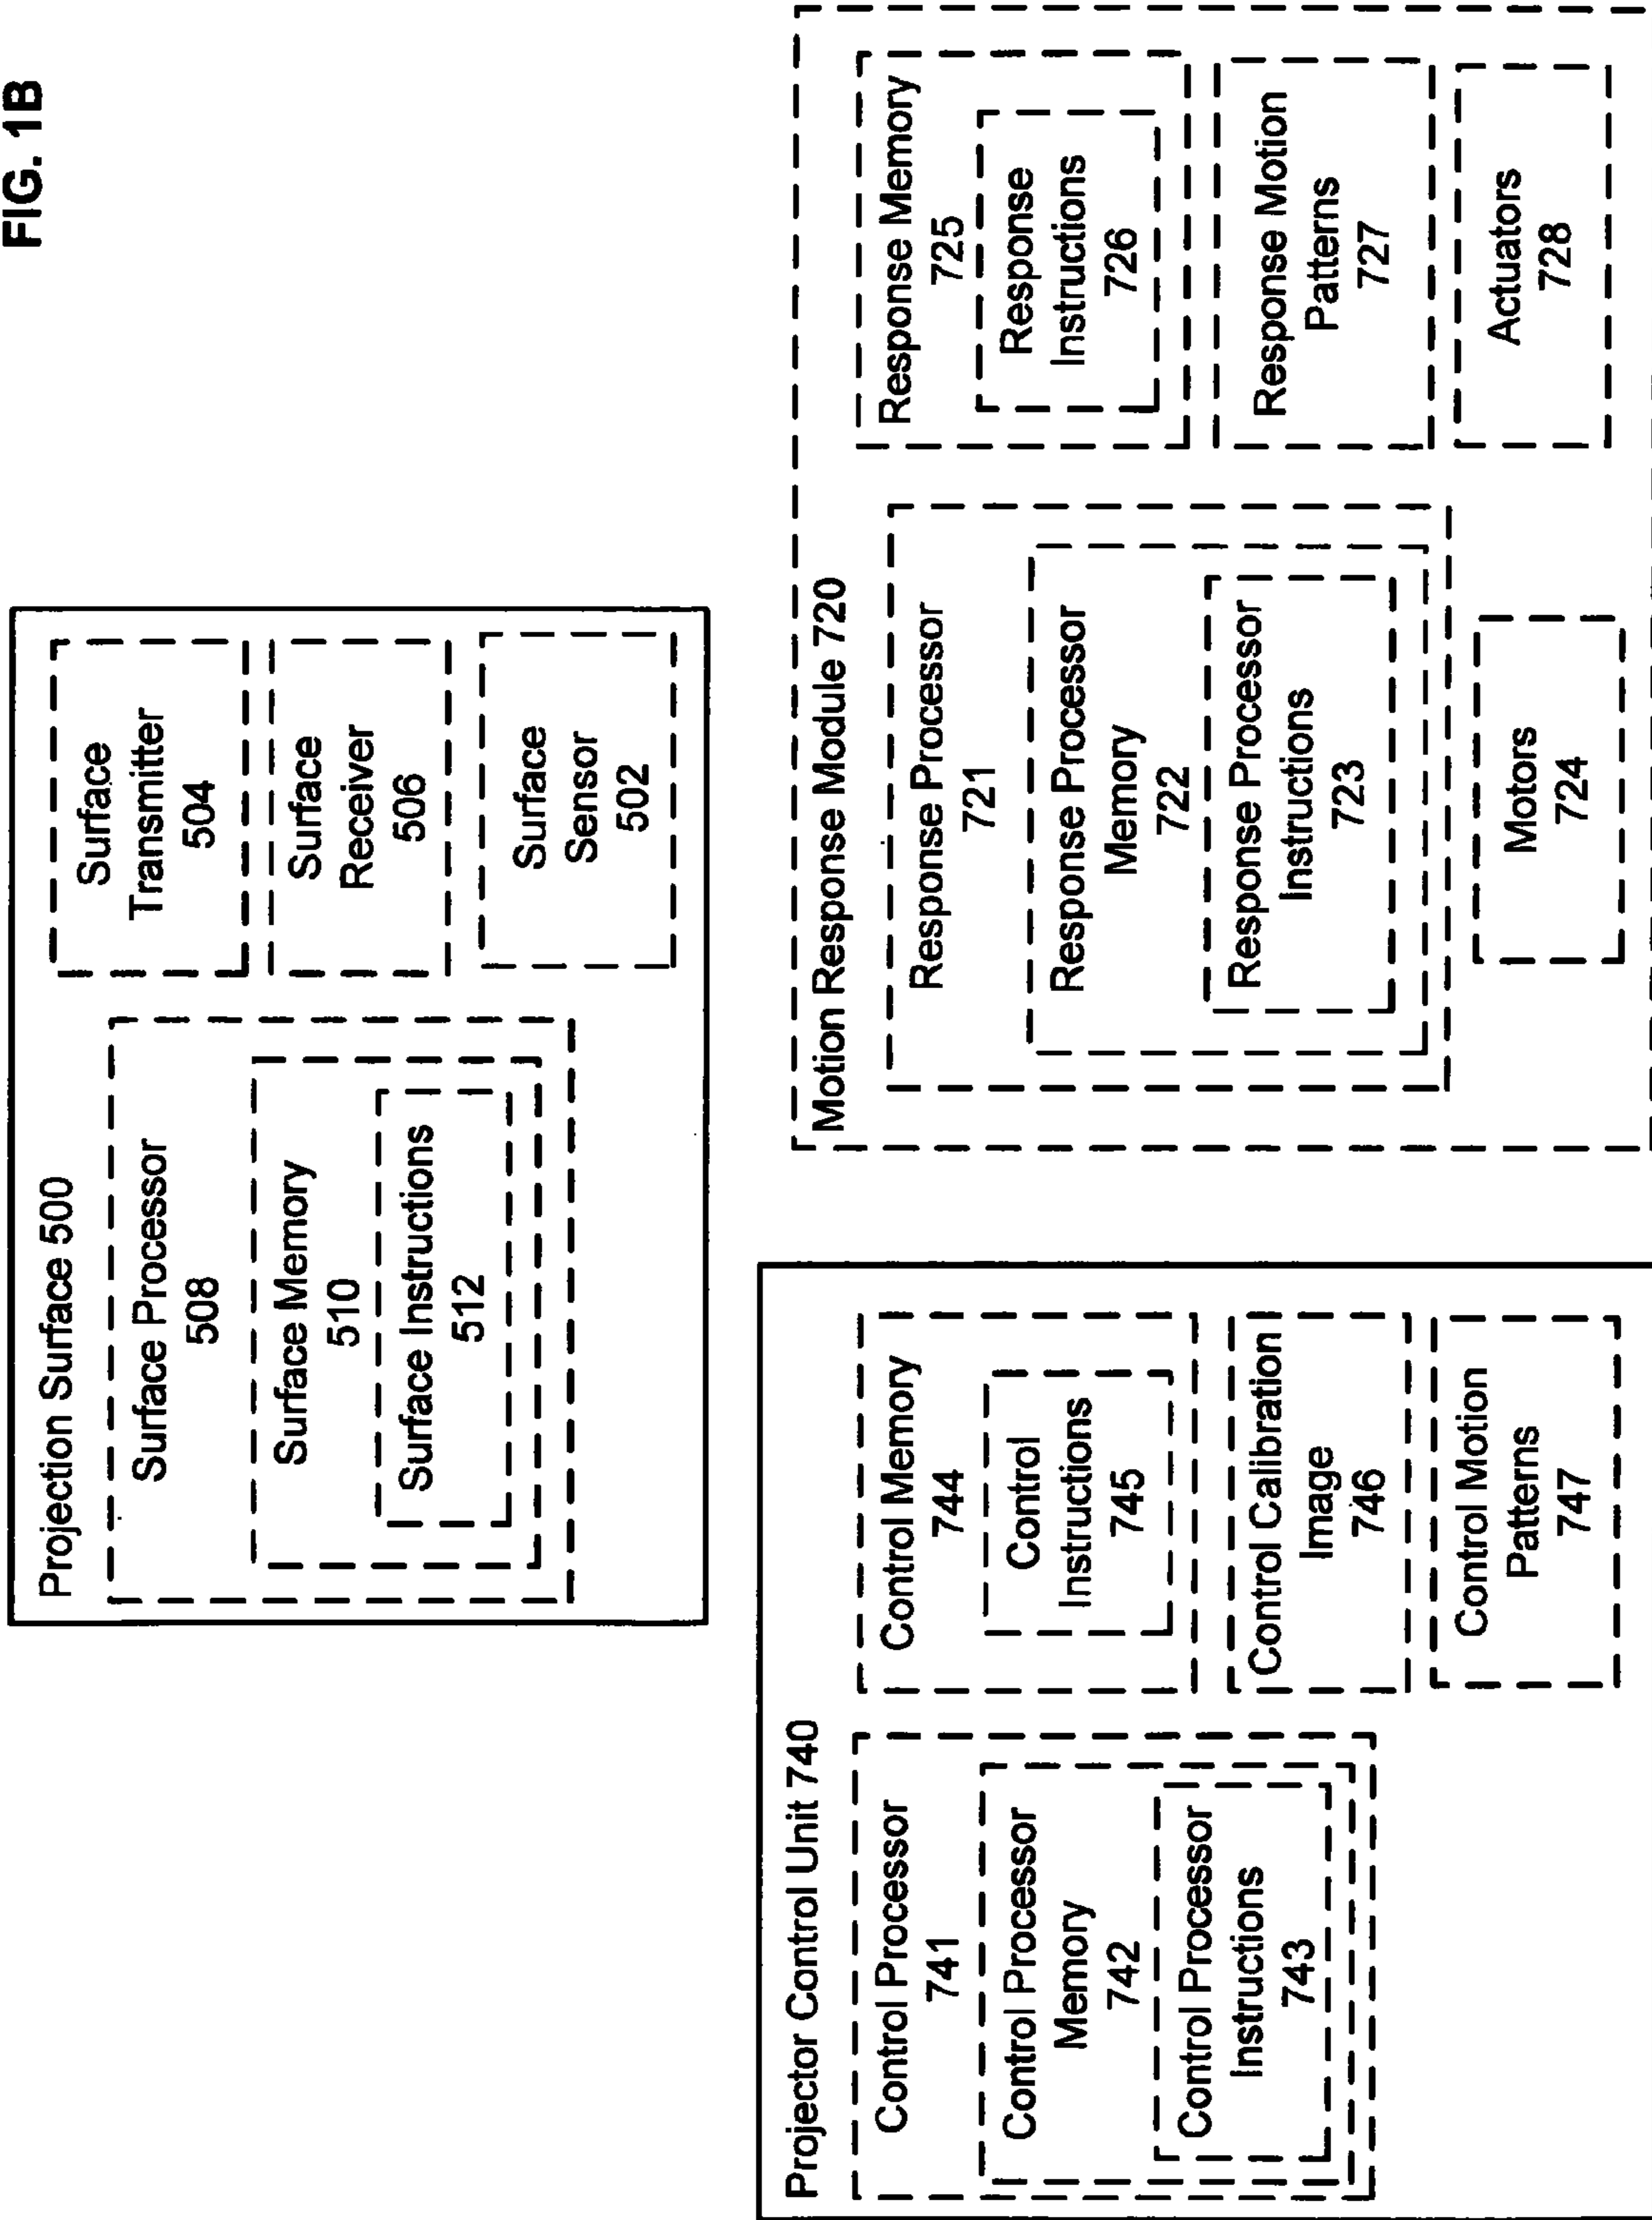 FIG. 1B
Projection Surface 500
Surface Processor
508
Surface Memory
510
Surface Instructions
512
Surface
Transmitter
504
Surface
Receiver
506
Surface
Sensor
502
Projector Control Unit 740
Control Processor
741
Control Processor
Memory
742
Control Processor
Instructions
743
Control Memory
744
Control
Instructions
745
Control Calibration
Image
746
Control Motion
Patterns
747
Motion Response Module 720
Response Processor
721
Response Processor
Memory
722
Response Processor
Instructions
723
Motors
724
Response Memory
725
Response
Instructions
726
Response Motion
Patterns
727
Actuators
728